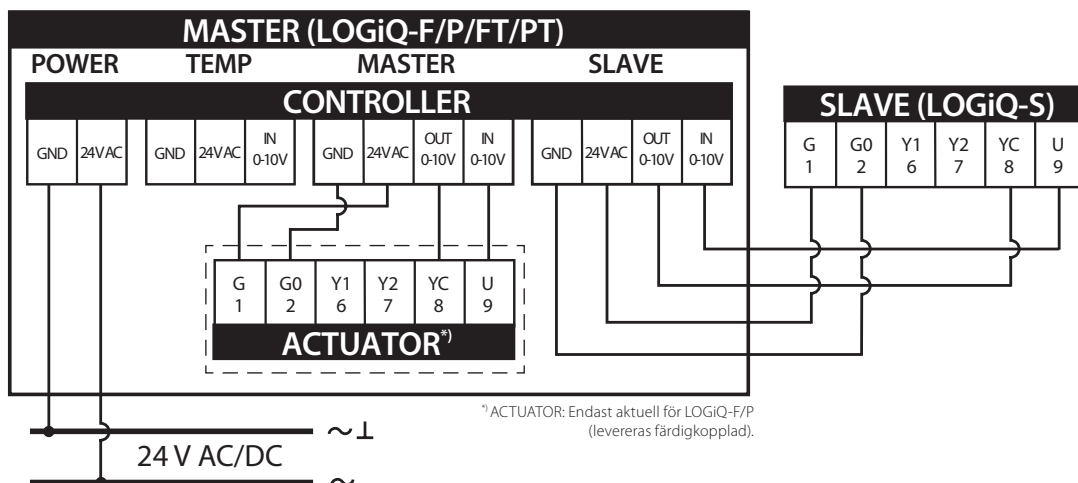 MASTER (LOGiQ-F/P/FT/PT)
POWER TEMP MASTER SLAVE
CONTROLLER
GND 24VAC GND 24VAC IN 0-10V GND 24VAC OUT 0-10V IN 0-10V GND 24VAC OUT 0-10V IN 0-10V
SLAVE (LOGiQ-S)
G G0 Y1 Y2 YC U
1 2 6 7 8 9
G G0 Y1 Y2 YC U
1 2 6 7 8 9
ACTUATOR*)
*) ACTUATOR: Endast aktuell för LOGiQ-F/P
(levereras färdigkopplad).
~⊥
24 V AC/DC
~